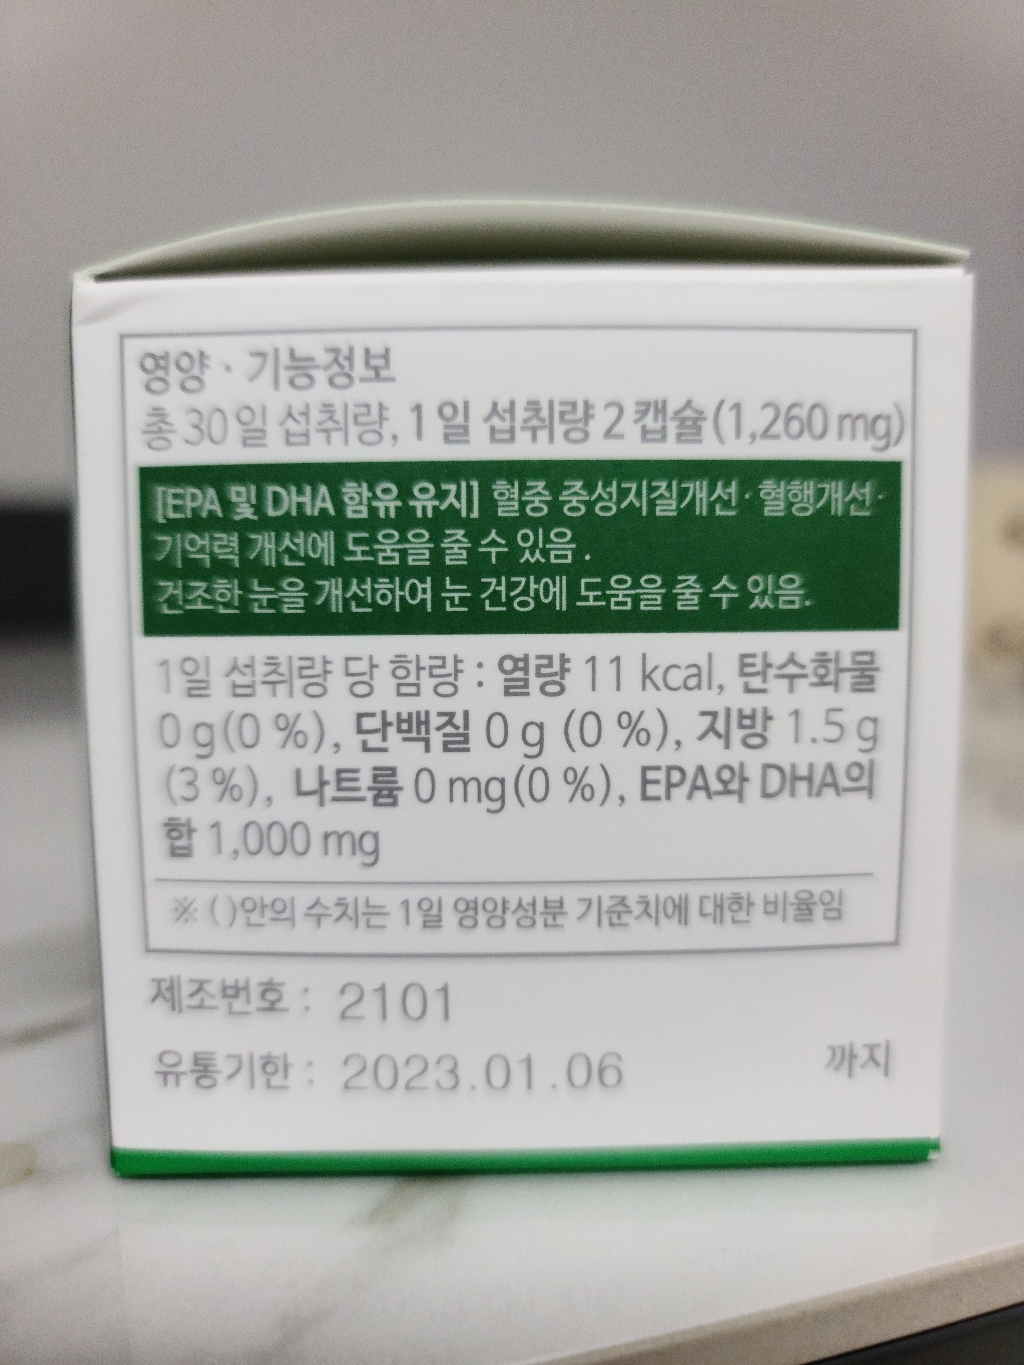 영양 · 기능정보
총 30 일 섭취량, 1 일 섭취량 2 캡슐 (1,260 mg)
[EPA 및 DHA 함유 유지] 혈중 중성지질개선 · 혈행개선 ·
기억력 개선에 도움을 줄 수 있음 .
건조한 눈을 개선하여 눈 건강에 도움을 줄 수 있음.
1일 섭취량 당 함량 : 열량 11 kcal, 탄수화물
0 g(0 %), 단백질 0 g (0 %), 지방 1.5 g
(3 %), 나트륨 0 mg(0 %), EPA와 DHA의
합 1,000 mg
※ ( )안의 수치는 1일 영양성분 기준치에 대한 비율임
제조번호 : 2101
유통기한 : 2023.01.06 까지